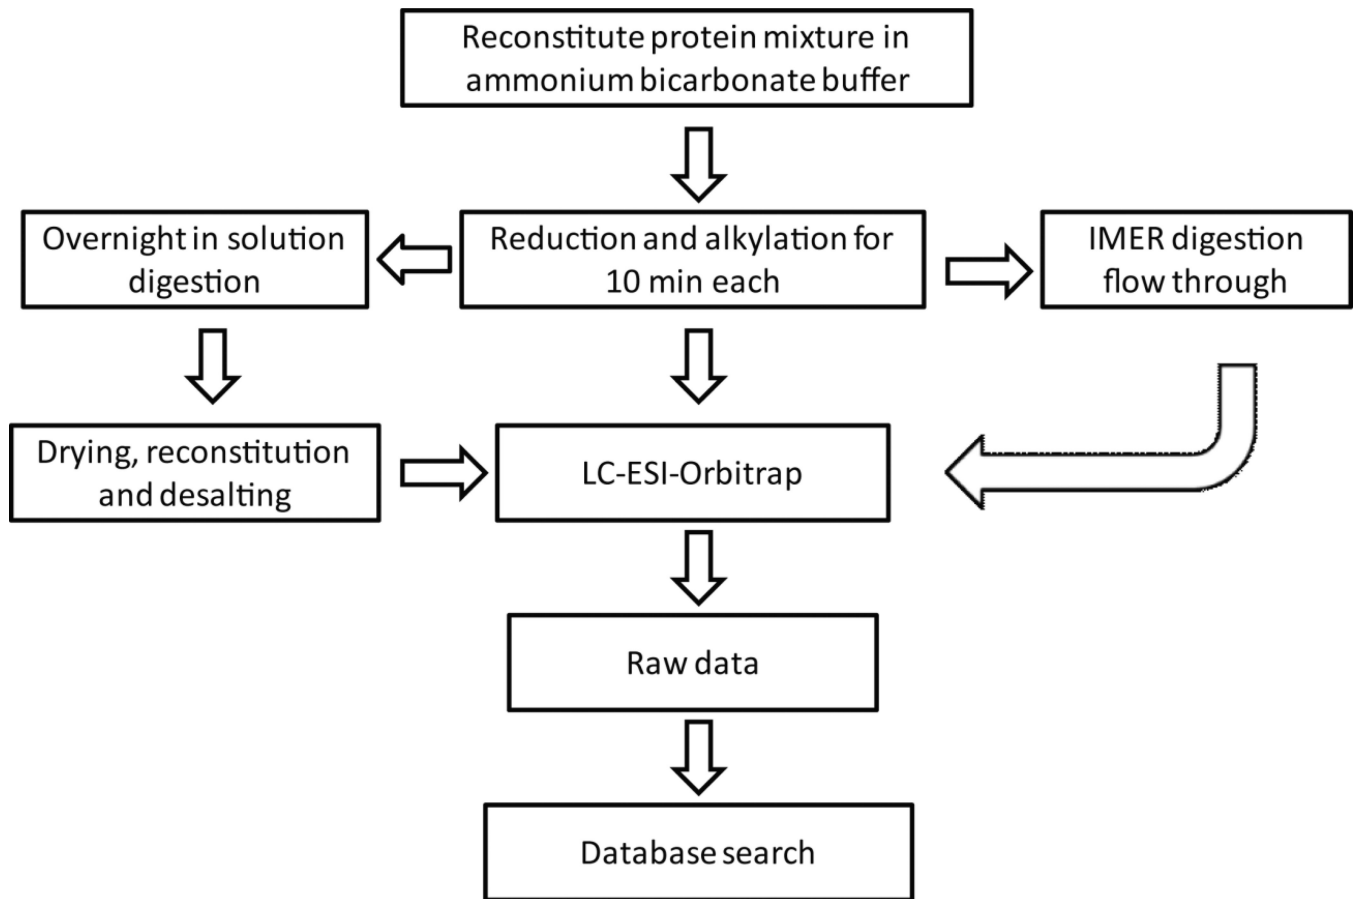 Reconstitute protein mixture in
ammonium bicarbonate buffer
Overnight in solution
digestion
Reduction and alkylation for
10 min each
IMER digestion
flow through
Drying, reconstitution
and desalting
LC-ESI-Orbitrap
Raw data
Database search